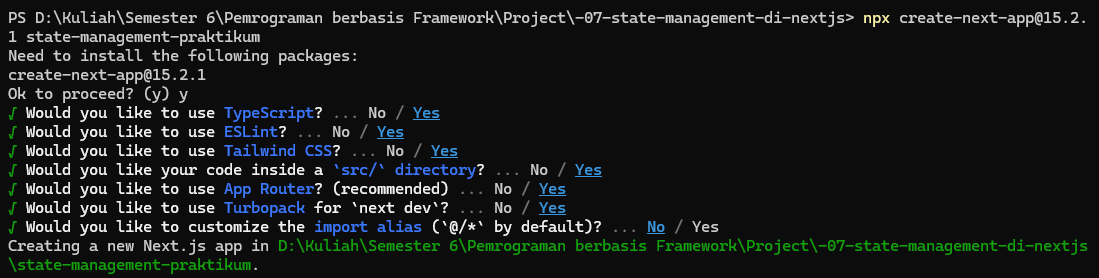 PS D:\Kuliah\Semester 6\Pemrograman berbasis Framework\Project\-07-state-management-di-nextjs> npx create-next-app@15.2.
1 state-management-praktikum
Need to install the following packages:
create-next-app@15.2.1
Ok to proceed? (y) y
√ Would you like to use TypeScript? ... No / Yes
√ Would you like to use ESLint? ... No / Yes
√ Would you like to use Tailwind CSS? ... No / Yes
√ Would you like your code inside a `src/` directory? ... No / Yes
√ Would you like to use App Router? (recommended) ... No / Yes
√ Would you like to use Turbopack for `next dev`? ... No / Yes
√ Would you like to customize the import alias (`@/*` by default)? ... No / Yes
Creating a new Next.js app in D:\Kuliah\Semester 6\Pemrograman berbasis Framework\Project\-07-state-management-di-nextjs
\state-management-praktikum.